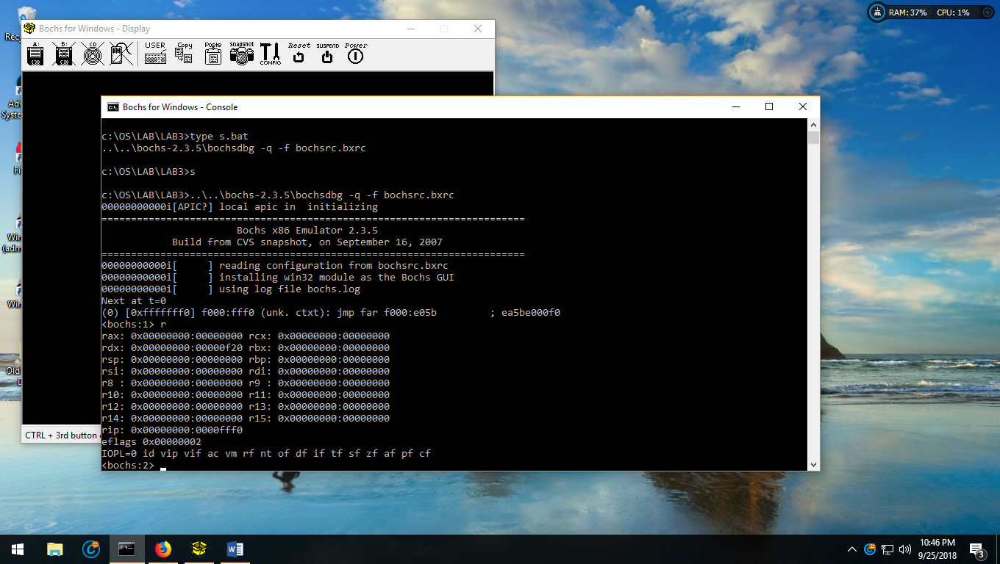 RAM: 37% CPU: 1%
Bochs for Windows - Display
A: B: CD USER Copy Paste snapshot CONFIG Reset SUSPEND Power
Bochs for Windows - Console
c:\OS\LAB\LAB3>type s.bat
..\..\bochs-2.3.5\bochsdbg -q -f bochsrc.bxrc
c:\OS\LAB\LAB3>s
c:\OS\LAB\LAB3>..\..\bochs-2.3.5\bochsdbg -q -f bochsrc.bxrc
00000000000i[APIC?] local apic in  initializing
========================================================================
Bochs x86 Emulator 2.3.5
Build from CVS snapshot, on September 16, 2007
========================================================================
00000000000i[     ] reading configuration from bochsrc.bxrc
00000000000i[     ] installing win32 module as the Bochs GUI
00000000000i[     ] using log file bochs.log
Next at t=0
(0) [0xfffffff0] f000:fff0 (unk. ctxt): jmp far f000:e05b         ; ea5be000f0
<bochs:1> r
rax: 0x00000000:00000000 rcx: 0x00000000:00000000
rdx: 0x00000000:00000f20 rbx: 0x00000000:00000000
rsp: 0x00000000:00000000 rbp: 0x00000000:00000000
rsi: 0x00000000:00000000 rdi: 0x00000000:00000000
r8 : 0x00000000:00000000 r9 : 0x00000000:00000000
r10: 0x00000000:00000000 r11: 0x00000000:00000000
r12: 0x00000000:00000000 r13: 0x00000000:00000000
r14: 0x00000000:00000000 r15: 0x00000000:00000000
rip: 0x00000000:0000fff0
eflags 0x00000002
IOPL=0 id vip vif ac vm rf nt of df if tf sf zf af pf cf
<bochs:2>
CTRL + 3rd button
Old
10:46 PM
9/25/2018
3